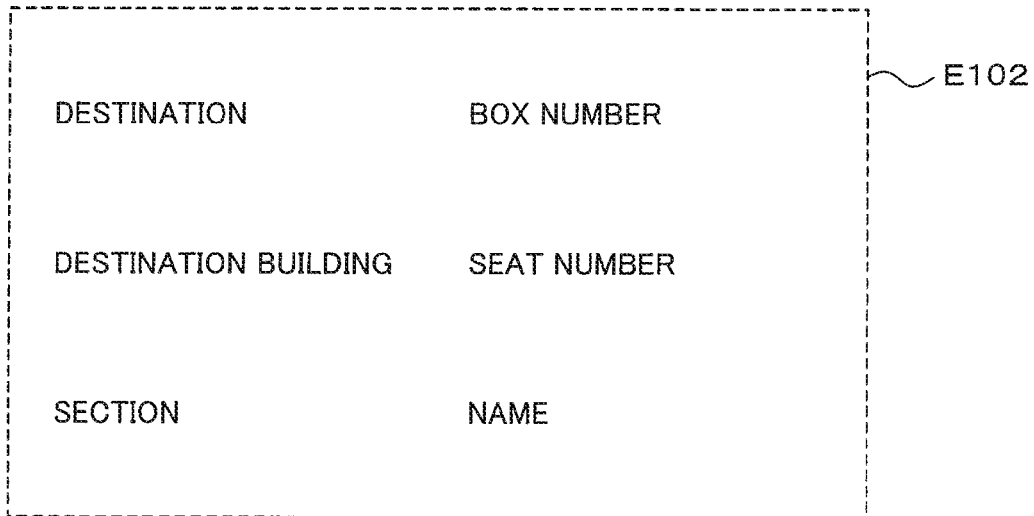 E102
DESTINATION BOX NUMBER
DESTINATION BUILDING SEAT NUMBER
SECTION NAME